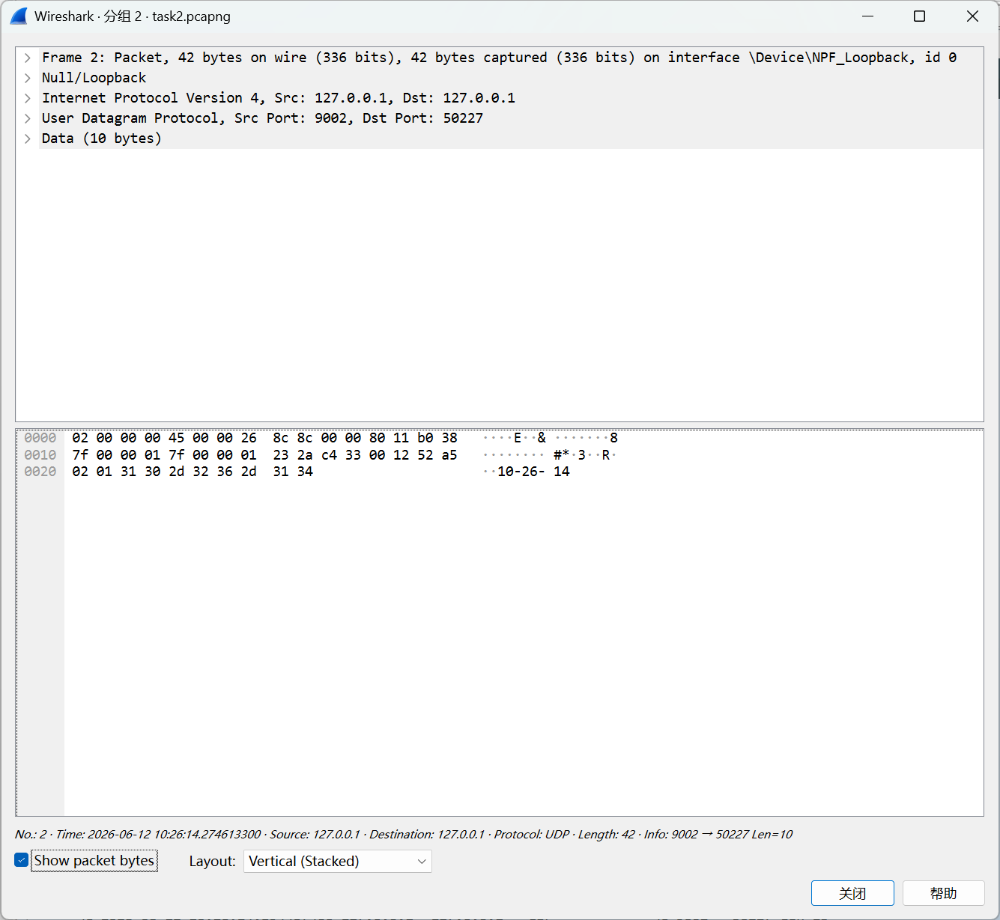 Wireshark · 分组 2 · task2.pcapng
Frame 2: Packet, 42 bytes on wire (336 bits), 42 bytes captured (336 bits) on interface \Device\NPF_Loopback, id 0
Null/Loopback
Internet Protocol Version 4, Src: 127.0.0.1, Dst: 127.0.0.1
User Datagram Protocol, Src Port: 9002, Dst Port: 50227
Data (10 bytes)
0000 02 00 00 00 45 00 00 26 8c 8c 00 00 80 11 b0 38 ····E··& ·······8
0010 7f 00 00 01 7f 00 00 01 23 2a c4 33 00 12 52 a5 ········ #*·3··R·
0020 02 01 31 30 2d 32 36 2d 31 34 ··10-26- 14
No.: 2 · Time: 2026-06-12 10:26:14.274613300 · Source: 127.0.0.1 · Destination: 127.0.0.1 · Protocol: UDP · Length: 42 · Info: 9002 → 50227 Len=10
Show packet bytes Layout: Vertical (Stacked)
关闭 帮助